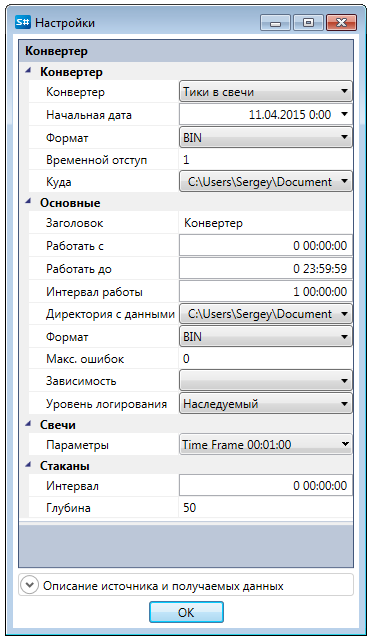 S# Настройки
Конвертер
Конвертер
Конвертер Тики в свечи
Начальная дата 11.04.2015 0:00
Формат BIN
Временной отступ 1
Куда C:\Users\Sergey\Document
Основные
Заголовок Конвертер
Работать с 0 00:00:00
Работать до 0 23:59:59
Интервал работы 1 00:00:00
Директория с данными C:\Users\Sergey\Document
Формат BIN
Макс. ошибок 0
Зависимость
Уровень логирования Наследуемый
Свечи
Параметры Time Frame 00:01:00
Стаканы
Интервал 0 00:00:00
Глубина 50
Описание источника и получаемых данных
OK